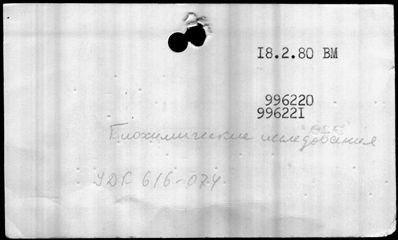 18.2.80 BM
996220
996221
Биохимические исследования
УДК 616-074